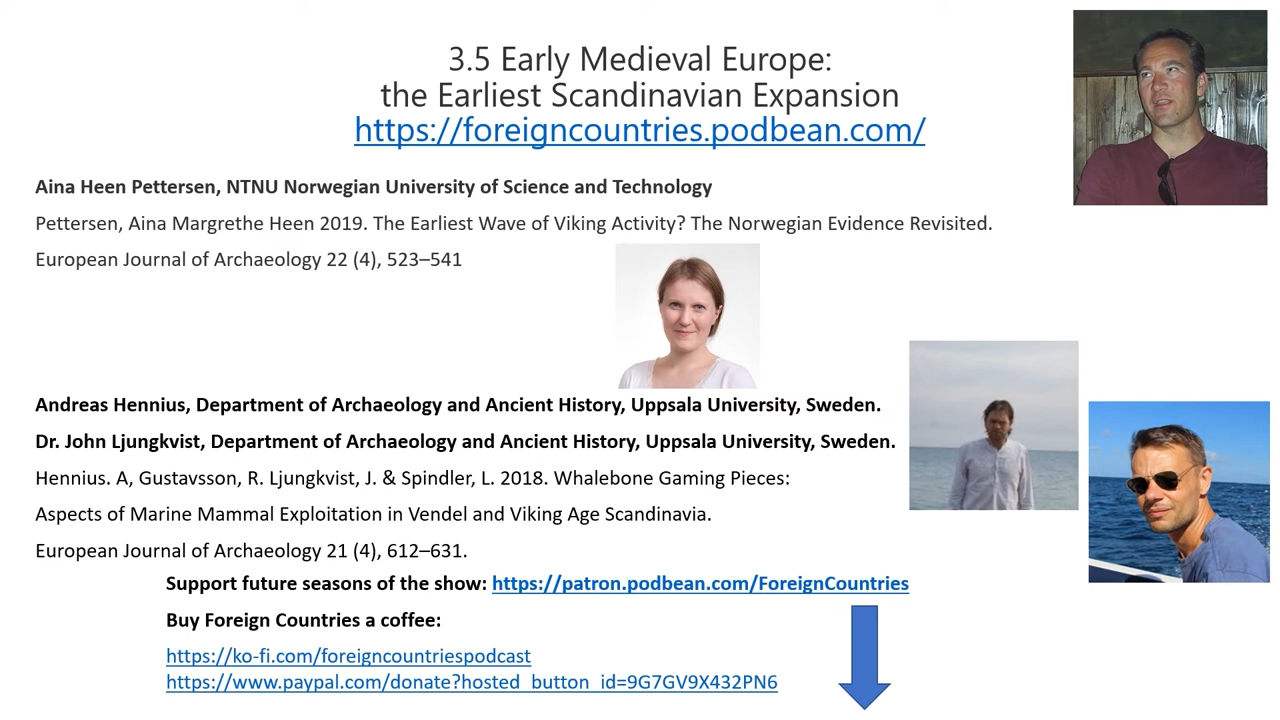 3.5 Early Medieval Europe:
the Earliest Scandinavian Expansion
https://foreigncountries.podbean.com/
Aina Heen Pettersen, NTNU Norwegian University of Science and Technology
Pettersen, Aina Margrethe Heen 2019. The Earliest Wave of Viking Activity? The Norwegian Evidence Revisited.
European Journal of Archaeology 22 (4), 523–541
Andreas Hennius, Department of Archaeology and Ancient History, Uppsala University, Sweden.
Dr. John Ljungkvist, Department of Archaeology and Ancient History, Uppsala University, Sweden.
Hennius. A, Gustavsson, R. Ljungkvist, J. & Spindler, L. 2018. Whalebone Gaming Pieces:
Aspects of Marine Mammal Exploitation in Vendel and Viking Age Scandinavia.
European Journal of Archaeology 21 (4), 612–631.
Support future seasons of the show: https://patron.podbean.com/ForeignCountries
Buy Foreign Countries a coffee:
https://ko-fi.com/foreigncountriespodcast
https://www.paypal.com/donate?hosted_button_id=9G7GV9X432PN6